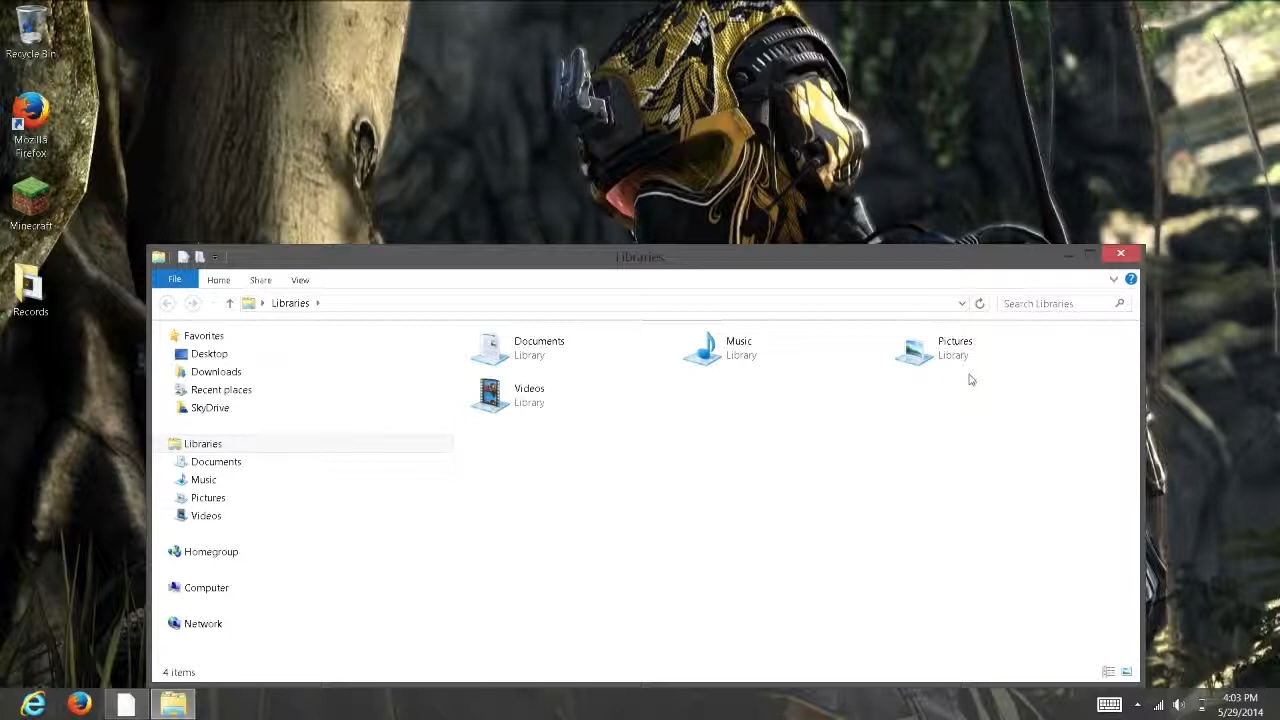 Recycle Bin
Mozilla
Firefox
Minecraft
Records
Libraries
File Home Share View
Libraries
Search Libraries
Favorites
Desktop
Downloads
Recent places
SkyDrive
Libraries
Documents
Music
Pictures
Videos
Homegroup
Computer
Network
Documents
Library
Music
Library
Pictures
Library
Videos
Library
4 items
4:03 PM
5/29/2014